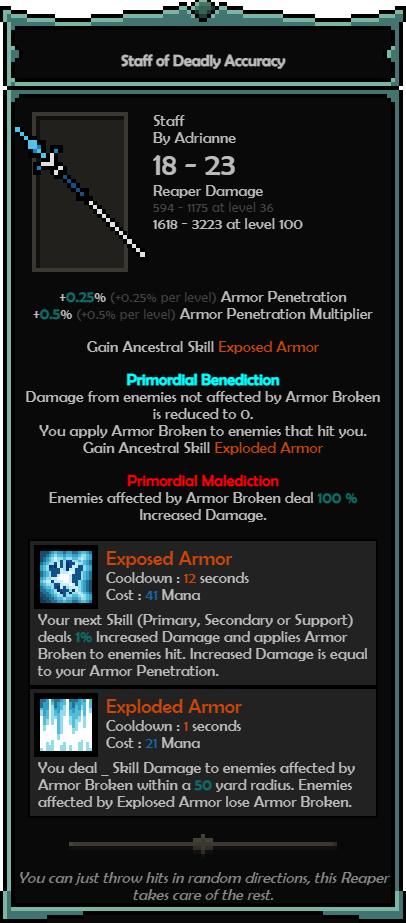 Staff of Deadly Accuracy
Staff
By Adrianne
18 - 23
Reaper Damage
594 - 1175 at level 36
1618 - 3223 at level 100
+0.25% (+0.25% per level) Armor Penetration
+0.5% (+0.5% per level) Armor Penetration Multiplier
Gain Ancestral Skill Exposed Armor
Primordial Benediction
Damage from enemies not affected by Armor Broken
is reduced to 0.
You apply Armor Broken to enemies that hit you.
Gain Ancestral Skill Exploded Armor
Primordial Malediction
Enemies affected by Armor Broken deal 100 %
Increased Damage.
Exposed Armor
Cooldown : 12 seconds
Cost : 41 Mana
Your next Skill (Primary, Secondary or Support)
deals 1% Increased Damage and applies Armor
Broken to enemies hit. Increased Damage is equal
to your Armor Penetration.
Exploded Armor
Cooldown : 1 seconds
Cost : 21 Mana
You deal _ Skill Damage to enemies affected by
Armor Broken within a 50 yard radius. Enemies
affected by Explosed Armor lose Armor Broken.
You can just throw hits in random directions, this Reaper
takes care of the rest.